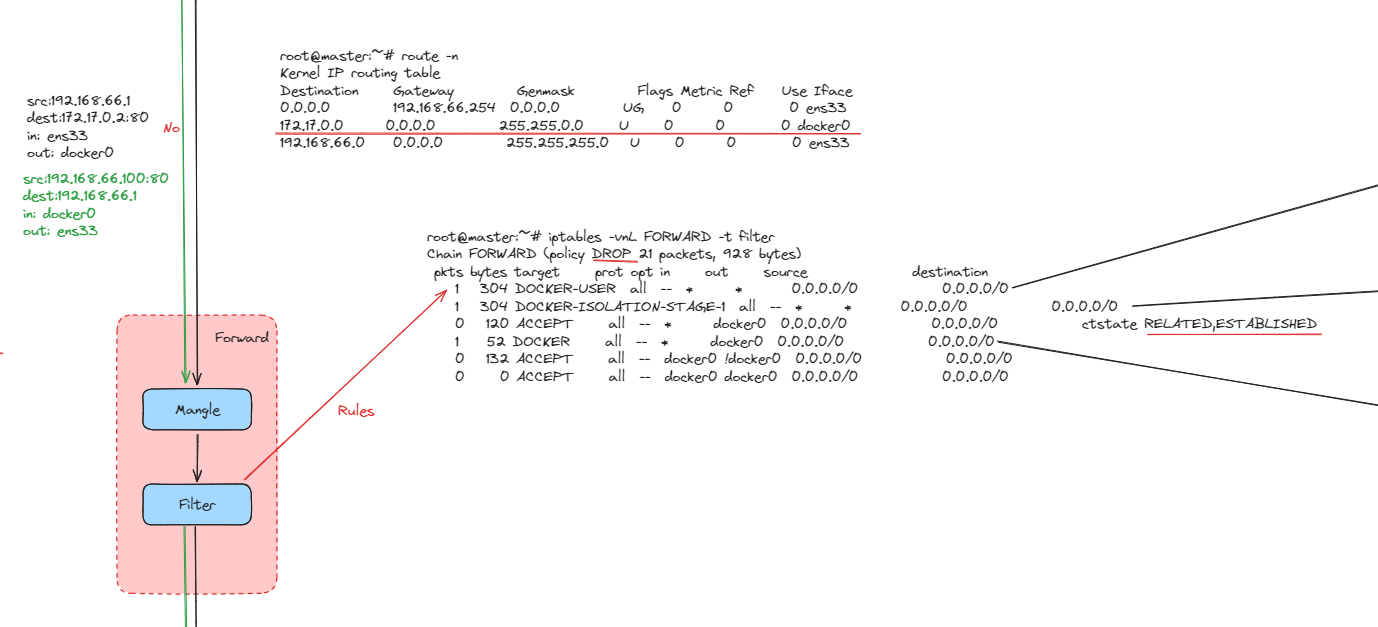 root@master:~# route -n
Kernel IP routing table
Destination Gateway Genmask Flags Metric Ref Use Iface
0.0.0.0 192.168.66.254 0.0.0.0 UG 0 0 0 ens33
172.17.0.0 0.0.0.0 255.255.0.0 U 0 0 0 docker0
192.168.66.0 0.0.0.0 255.255.255.0 U 0 0 0 ens33
src:192.168.66.1
dest:172.17.0.2:80
in: ens33
out: docker0
No
src:192.168.66.100:80
dest:192.168.66.1
in: docker0
out: ens33
root@master:~# iptables -vnL FORWARD -t filter
Chain FORWARD (policy DROP 21 packets, 928 bytes)
pkts bytes target prot opt in out source destination
1 304 DOCKER-USER all -- * * 0.0.0.0/0 0.0.0.0/0
1 304 DOCKER-ISOLATION-STAGE-1 all -- * * 0.0.0.0/0 0.0.0.0/0
0 120 ACCEPT all -- * docker0 0.0.0.0/0 0.0.0.0/0 ctstate RELATED,ESTABLISHED
1 52 DOCKER all -- * docker0 0.0.0.0/0 0.0.0.0/0
0 132 ACCEPT all -- docker0 !docker0 0.0.0.0/0 0.0.0.0/0
0 0 ACCEPT all -- docker0 docker0 0.0.0.0/0 0.0.0.0/0
Forward
Mangle
Rules
Filter